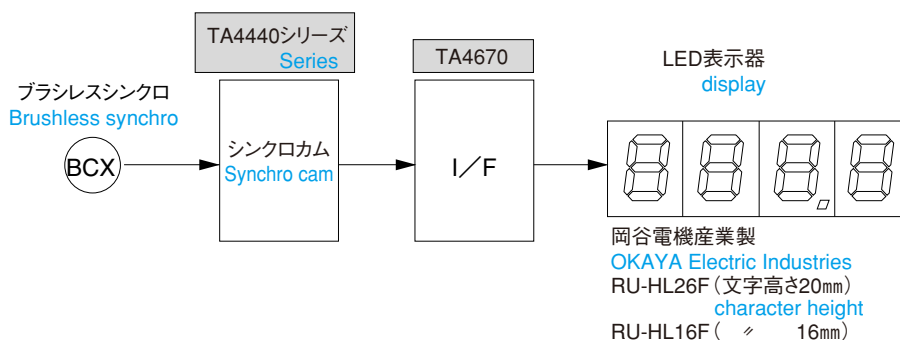 TA4440シリーズ
Series
TA4670
LED表示器
display
ブラシレスシンクロ
Brushless synchro
BCX
シンクロカム
Synchro cam
I／F
岡谷電機産業製
OKAYA Electric Industries
RU-HL26F(文字高さ20㎜)
character height
RU-HL16F( 〃 16㎜)